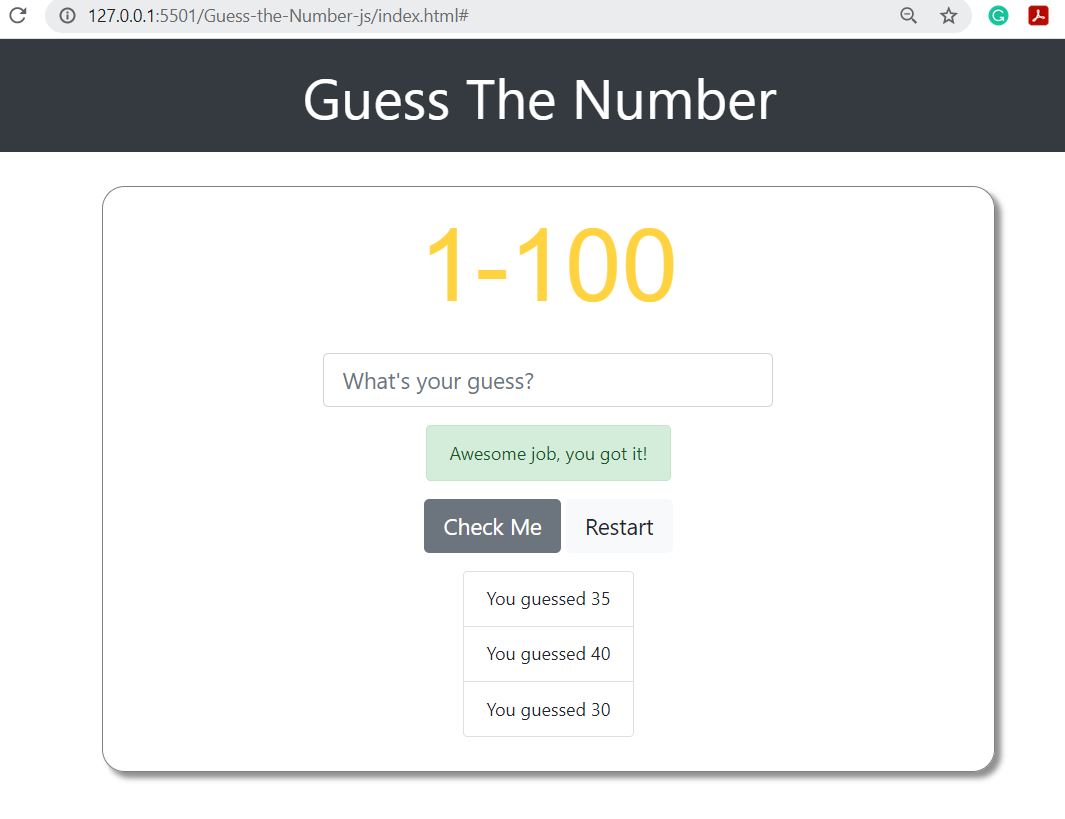 127.0.0.1:5501/Guess-the-Number-js/index.html#
Guess The Number
1-100
What's your guess?
Awesome job, you got it!
Check Me Restart
You guessed 35
You guessed 40
You guessed 30